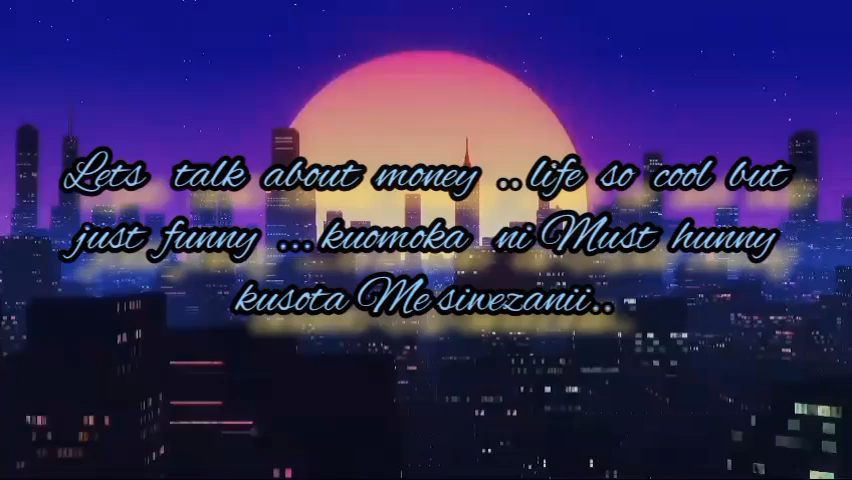 Lets talk about money .. life so cool but
just funny ... kuomoka ni Must hunny
kusota Me siwezanii..